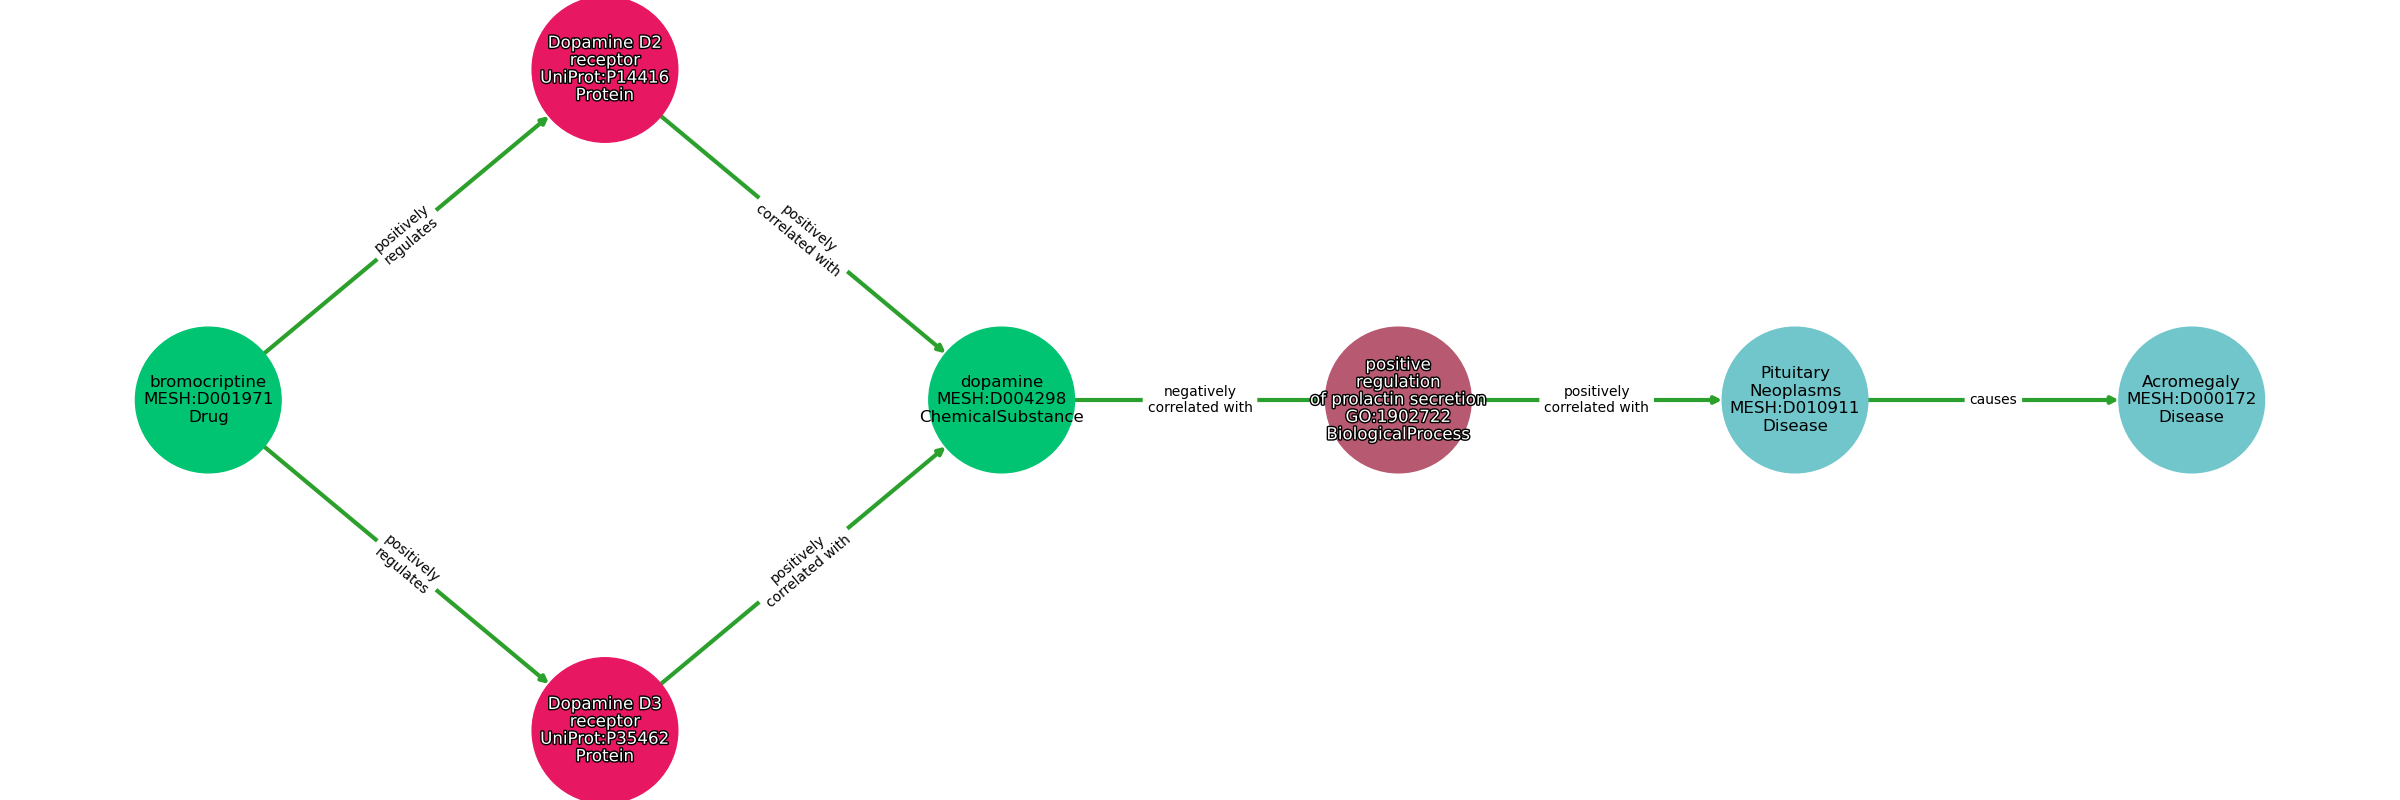 Dopamine D2
receptor
UniProt:P14416
Protein
positively
regulates
positively
correlated with
bromocriptine
MESH:D001971
Drug
dopamine
MESH:D004298
ChemicalSubstance
negatively
correlated with
positive
regulation
of prolactin secretion
GO:1902722
BiologicalProcess
positively
correlated with
Pituitary
Neoplasms
MESH:D010911
Disease
causes
Acromegaly
MESH:D000172
Disease
positively
regulates
positively
correlated with
Dopamine D3
receptor
UniProt:P35462
Protein